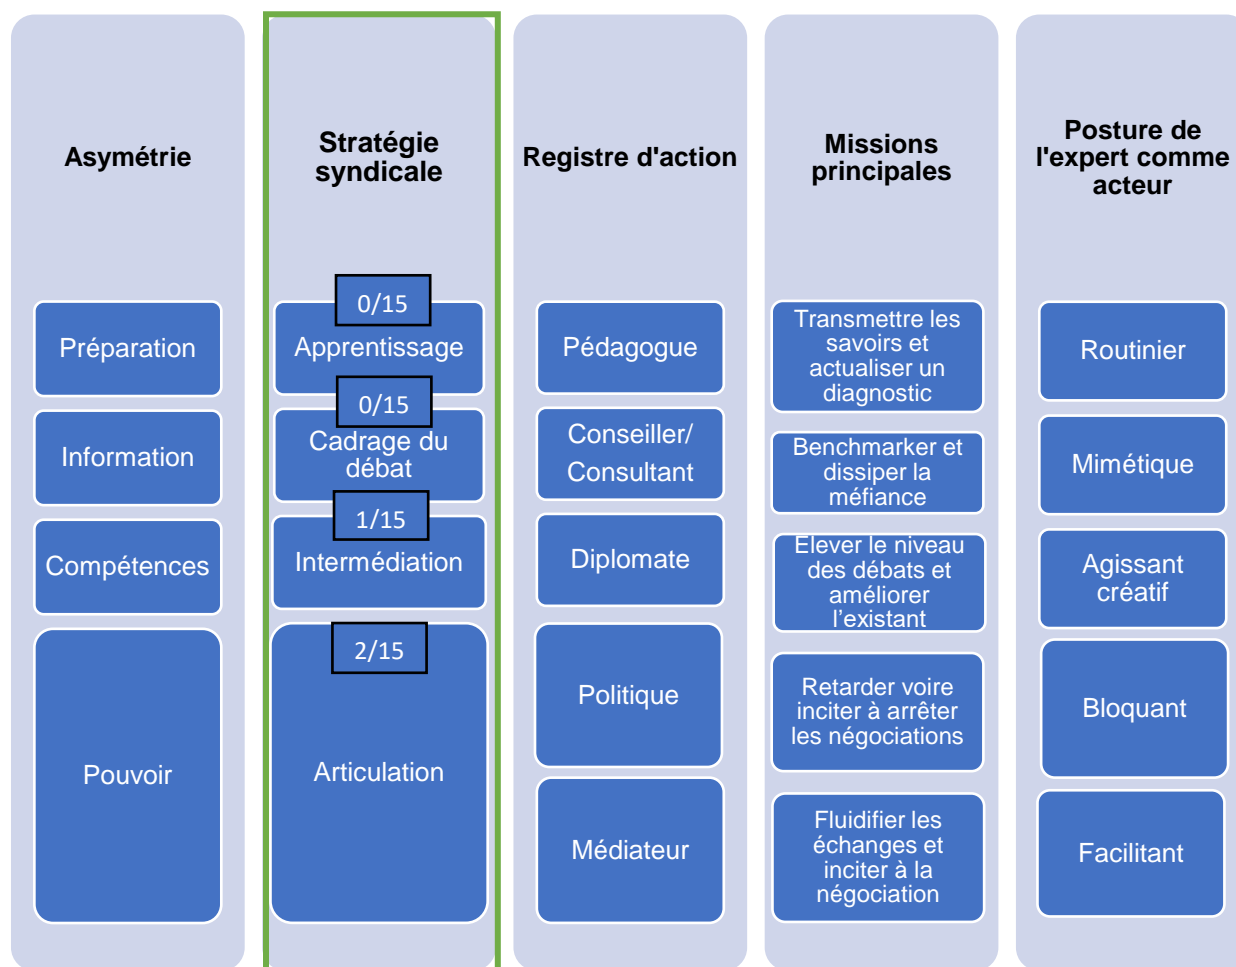 Asymétrie
Préparation
Information
Compétences
Pouvoir
Stratégie
syndicale
0/15
Apprentissage
0/15
Cadrage du
débat
1/15
Intermédiation
2/15
Articulation
Registre d'action
Pédagogue
Conseiller/
Consultant
Diplomate
Politique
Médiateur
Missions
principales
Transmettre les
savoirs et
actualiser un
diagnostic
Benchmarker et
dissiper la
méfiance
Elever le niveau
des débats et
améliorer
l’existant
Retarder voire
inciter à arrêter
les négociations
Fluidifier les
échanges et
inciter à la
négociation
Posture de
l'expert comme
acteur
Routinier
Mimétique
Agissant
créatif
Bloquant
Facilitant